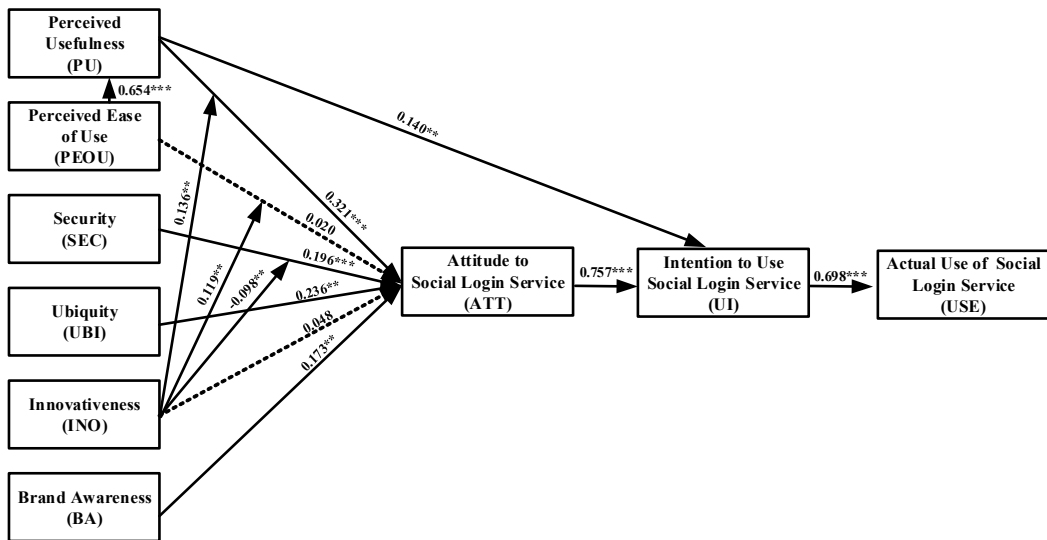 Perceived
Usefulness
(PU)
0.654***
Perceived Ease
of Use
(PEOU)
0.140**
0.136**
0.321***
Security
(SEC)
0.020
0.196***
0.119**
-0.098**
Attitude to
Social Login Service
(ATT)
0.757***
Intention to Use
Social Login Service
(UI)
0.698***
Actual Use of Social
Login Service
(USE)
Ubiquity
(UBI)
0.236**
0.048
0.173**
Innovativeness
(INO)
Brand Awareness
(BA)